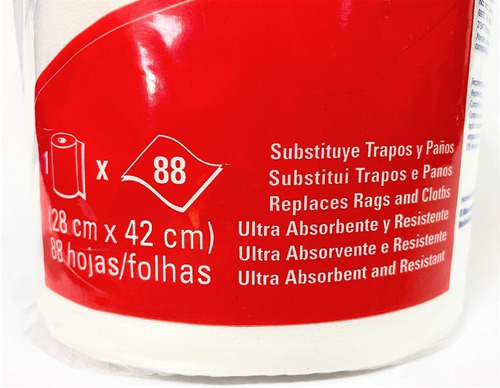 1 x 88
(28 cm x 42 cm)
88 hojas/folhas
Substituye Trapos y Paños
Substitui Trapos e Panos
Replaces Rags and Cloths
Ultra Absorbente y Resistente
Ultra Absorvente e Resistente
Ultra Absorbent and Resistant